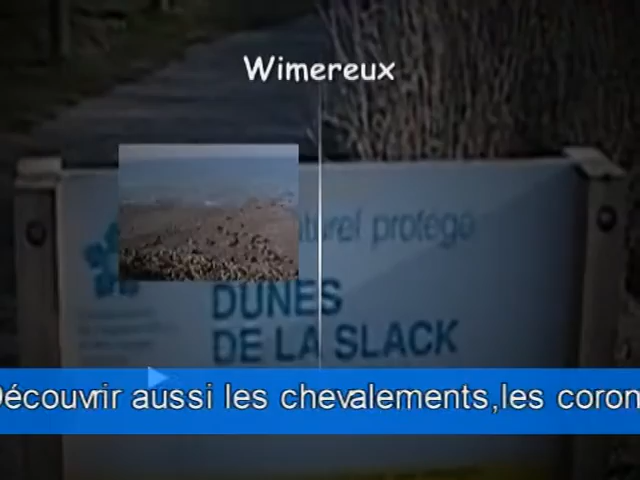 Wimereux
naturel protégé
DUNES
DE LA SLACK
Découvrir aussi les chevalements,les coron